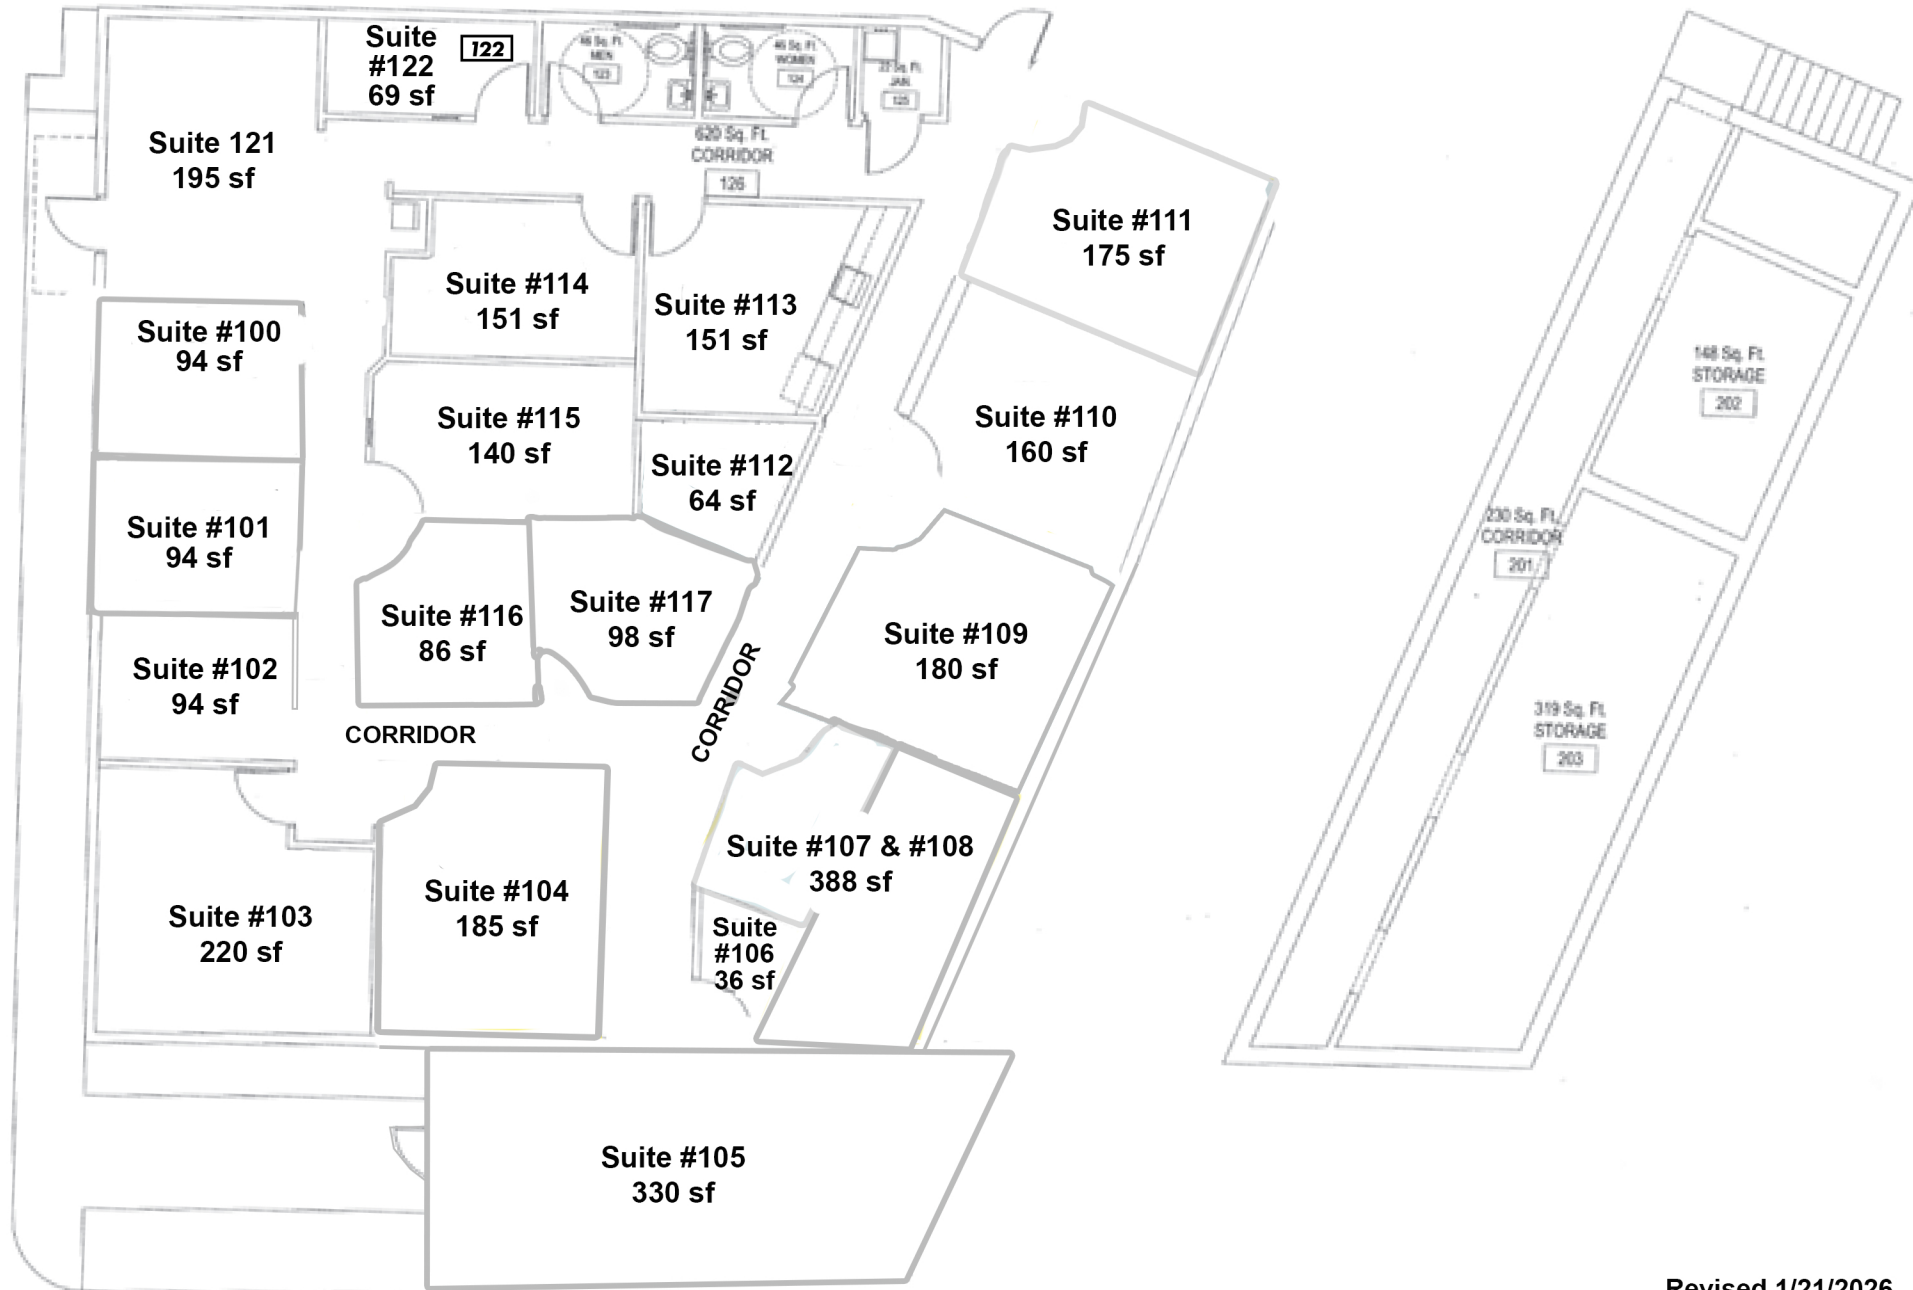 Suite
#122
69 sf
122
46 Sq. Ft.
MEN
123
46 Sq. Ft.
WOMEN
124
22 Sq. Ft.
JAN.
125
620 Sq. Ft.
CORRIDOR
126
Suite 121
195 sf
Suite #111
175 sf
Suite #114
151 sf
Suite #113
151 sf
Suite #100
94 sf
Suite #115
140 sf
Suite #110
160 sf
Suite #112
64 sf
Suite #101
94 sf
Suite #116
86 sf
Suite #117
98 sf
Suite #109
180 sf
Suite #102
94 sf
CORRIDOR
CORRIDOR
Suite #107 & #108
388 sf
Suite #104
185 sf
Suite #103
220 sf
Suite
#106
36 sf
Suite #105
330 sf
148 Sq. Ft.
STORAGE
202
230 Sq. Ft.
CORRIDOR
201
319 Sq. Ft.
STORAGE
203
Revised 1/21/2026